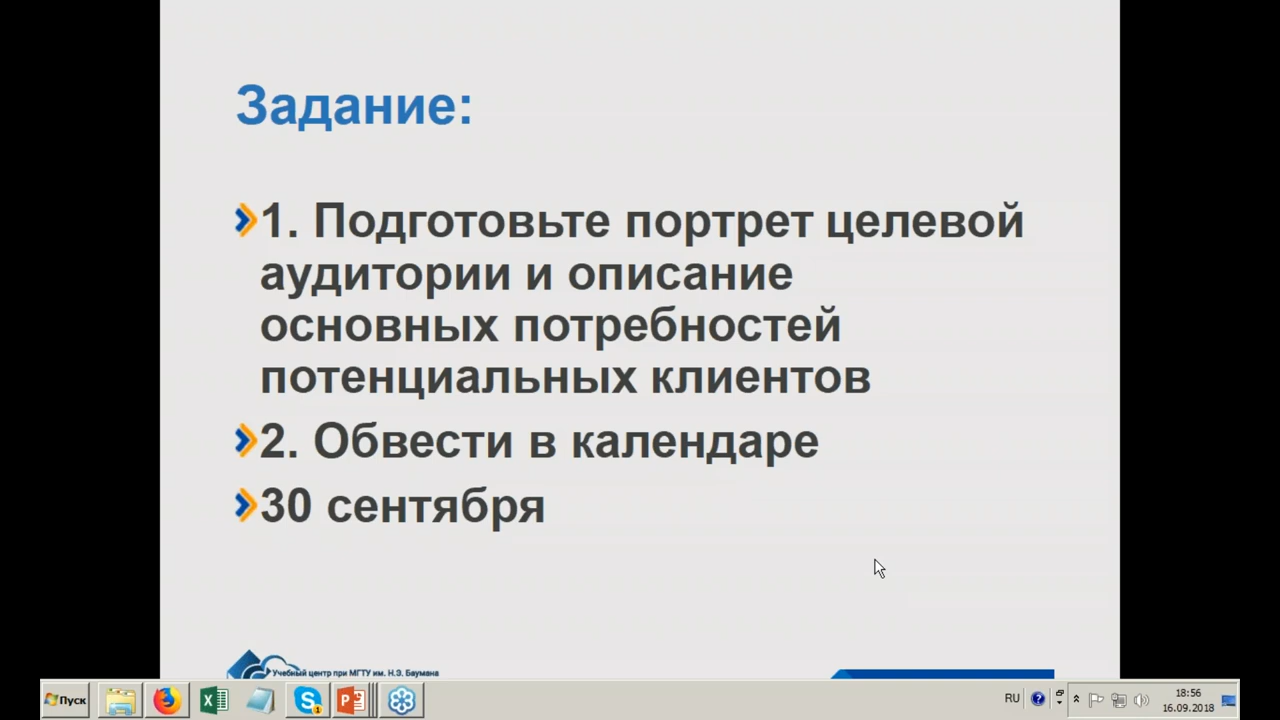 Задание:
1. Подготовьте портрет целевой
аудитории и описание
основных потребностей
потенциальных клиентов
2. Обвести в календаре
30 сентября
Учебный центр при МГТУ им. Н.Э. Баумана
Пуск
RU
18:56
16.09.2018